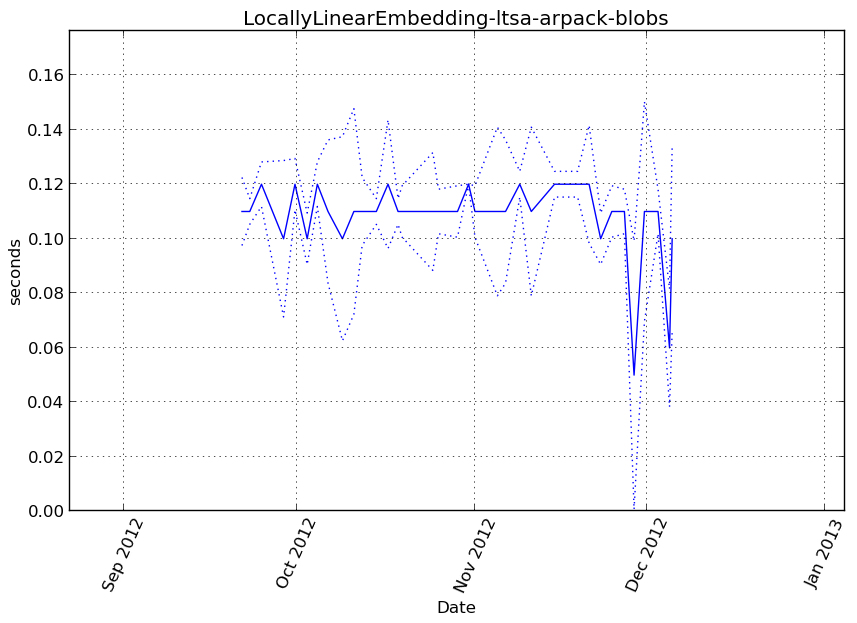 LocallyLinearEmbedding-ltsa-arpack-blobs
seconds
0.16
0.14
0.12
0.10
0.08
0.06
0.04
0.02
0.00
Sep 2012
Oct 2012
Nov 2012
Dec 2012
Jan 2013
Date